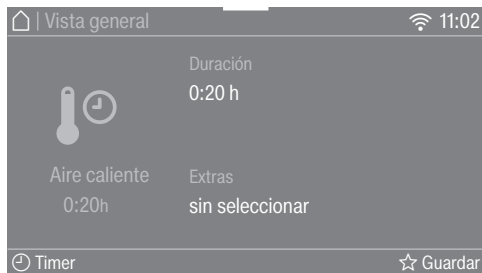 | Vista general 11:02
Duración
0:20 h
Aire caliente
0:20h
Extras
sin seleccionar
Timer Guardar